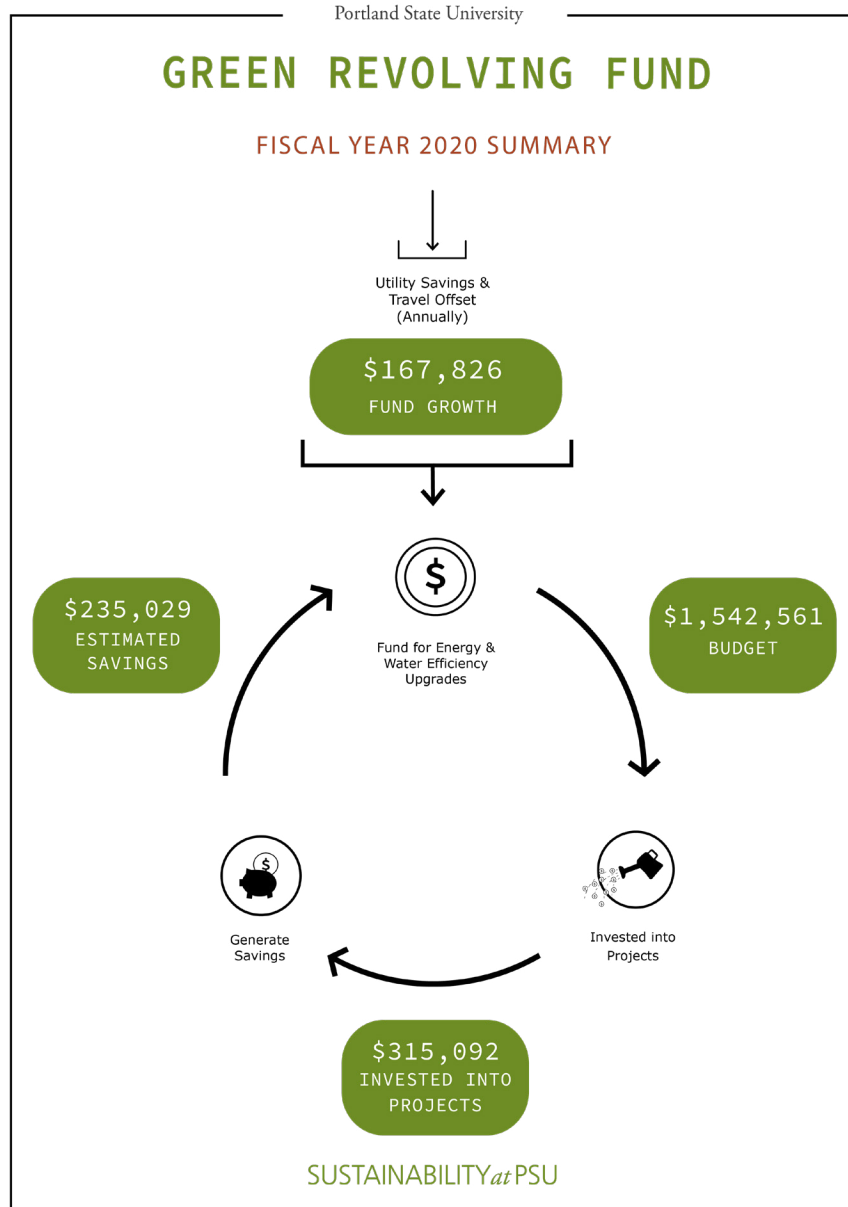 Portland State University
GREEN REVOLVING FUND
FISCAL YEAR 2020 SUMMARY
Utility Savings &
Travel Offset
(Annually)
$167,826
FUND GROWTH
$
Fund for Energy &
Water Efficiency
Upgrades
$235,029
ESTIMATED
SAVINGS
$1,542,561
BUDGET
$
Generate
Savings
Invested into
Projects
$315,092
INVESTED INTO
PROJECTS
SUSTAINABILITY at PSU